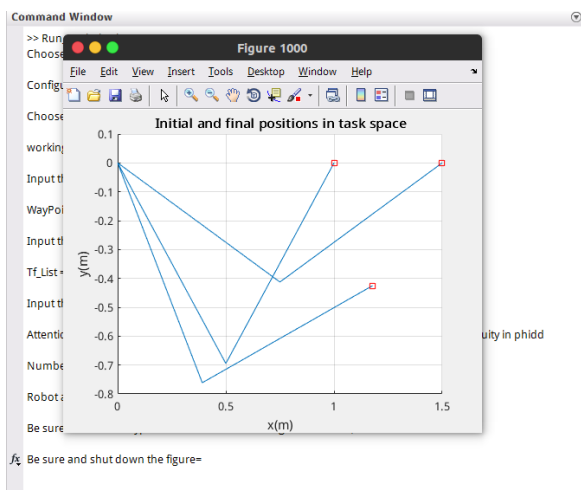 Command Window
>> Run
Choose
Figure 1000
File Edit View Insert Tools Desktop Window Help
Configu
Choose
working
Input th
WayPoi
Input th
Tf_List =
Input th
Attentio
uity in phidd
Numbe
Robot a
Be sure
Initial and final positions in task space
0.1
0
-0.1
-0.2
-0.3
-0.4
-0.5
-0.6
-0.7
-0.8
y(m)
0 0.5 1 1.5
x(m)
fx Be sure and shut down the figure=